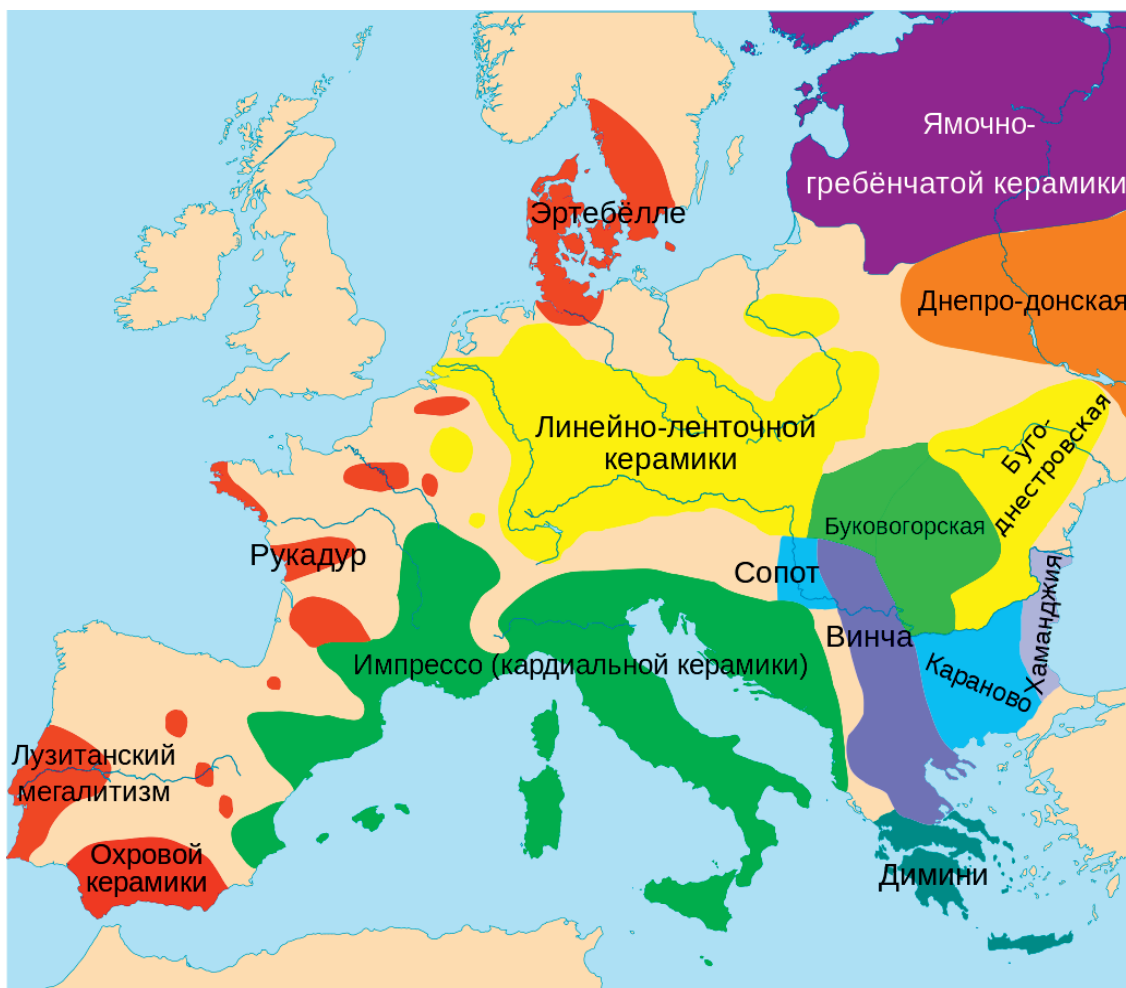 Ямочно-
гребёнчатой керамики
Эртебёлле
Днепро-донская
Линейно-ленточной
керамики
Буго-
днестровская
Буковогорская
Рукадур
Сопот
Хаманджия
Винча
Импрессо (кардиальной керамики)
Караново
Лузитанский
мегалитизм
Охровой
керамики
Димини